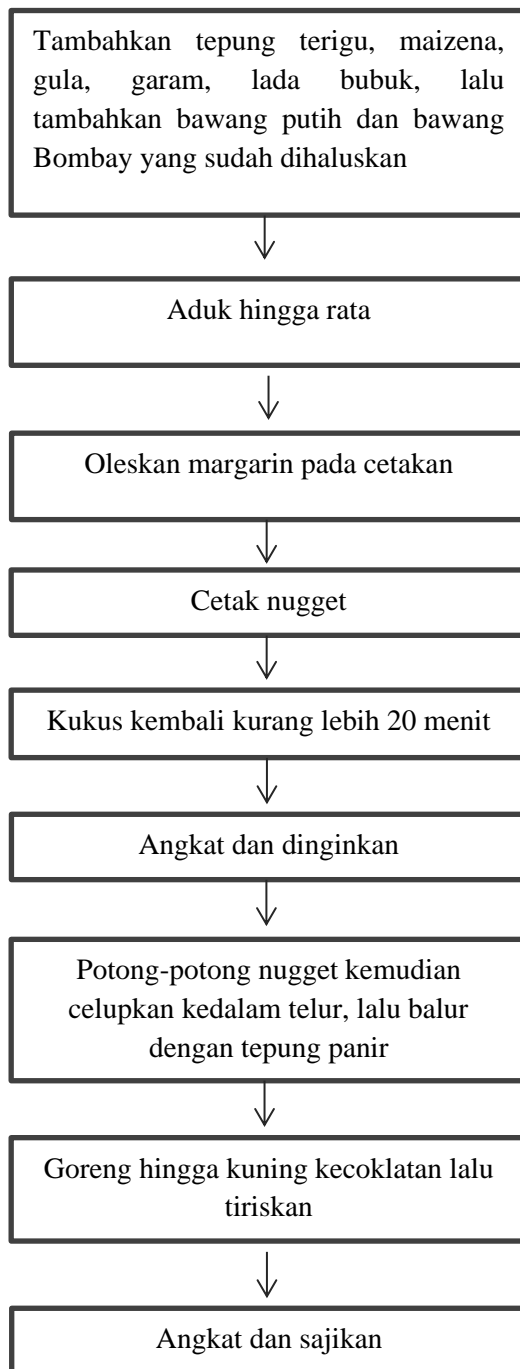 Tambahkan tepung terigu, maizena,
gula, garam, lada bubuk, lalu
tambahkan bawang putih dan bawang
Bombay yang sudah dihaluskan
Aduk hingga rata
Oleskan margarin pada cetakan
Cetak nugget
Kukus kembali kurang lebih 20 menit
Angkat dan dinginkan
Potong-potong nugget kemudian
celupkan kedalam telur, lalu balur
dengan tepung panir
Goreng hingga kuning kecoklatan lalu
tiriskan
Angkat dan sajikan